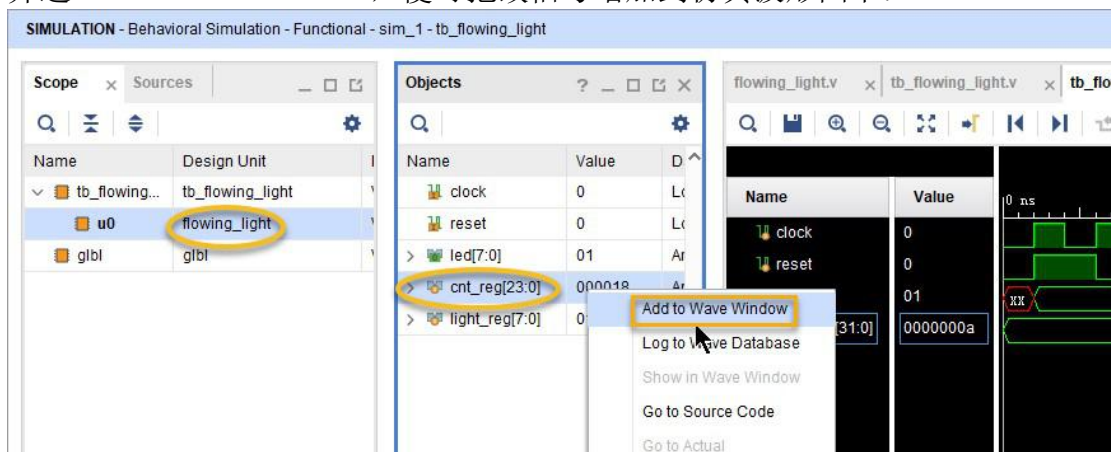 SIMULATION - Behavioral Simulation - Functional - sim_1 - tb_flowing_light
Scope Sources
Name Design Unit
tb_flowing... tb_flowing_light
u0 flowing_light
glbl glbl
Objects ?
Name Value
clock 0
reset 0
led[7:0] 01
cnt_reg[23:0] 000018
light_reg[7:0]
Add to Wave Window
Log to Wave Database
Show in Wave Window
Go to Source Code
Go to Actual
flowing_light.v tb_flowing_light.v tb_flo
Name Value 0 ns
clock 0
reset 0
01 XX
[31:0] 0000000a